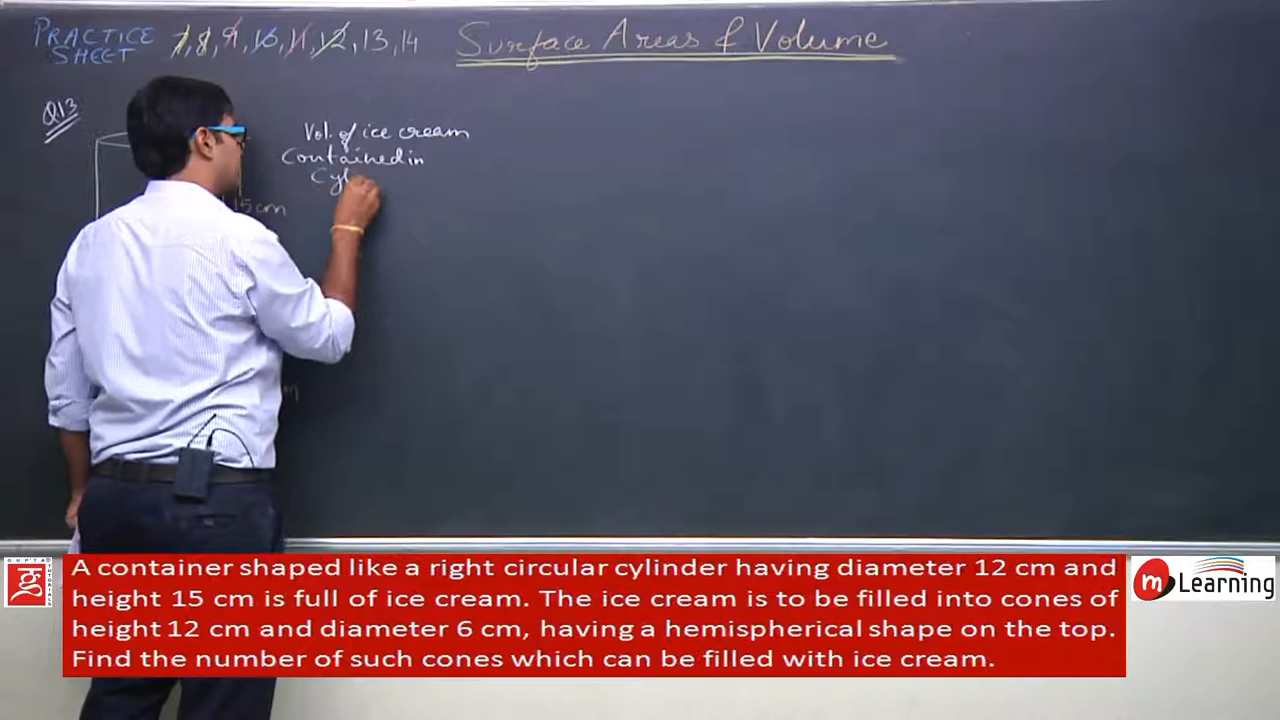 PRACTICE SHEET 7, 8, 9, 10, 11, 12, 13, 14 Surface Areas & Volume
Q13
Vol. of ice cream
Contained in
Cyl
15 cm
A container shaped like a right circular cylinder having diameter 12 cm and
height 15 cm is full of ice cream. The ice cream is to be filled into cones of
height 12 cm and diameter 6 cm, having a hemispherical shape on the top.
Find the number of such cones which can be filled with ice cream.
GUPTA
TUTORIALS
m Learning